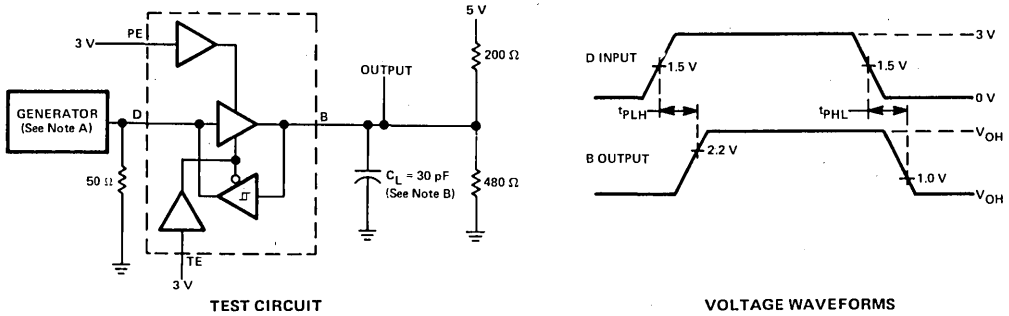 5 V
PE
3 V
200 Ω
OUTPUT
GENERATOR
(See Note A)
D
B
50 Ω
C_L = 30 pF
(See Note B)
480 Ω
TE
3 V
TEST CIRCUIT
3 V
D INPUT
1.5 V
1.5 V
0 V
t_PLH
t_PHL
V_OH
B OUTPUT
2.2 V
1.0 V
V_OH
VOLTAGE WAVEFORMS